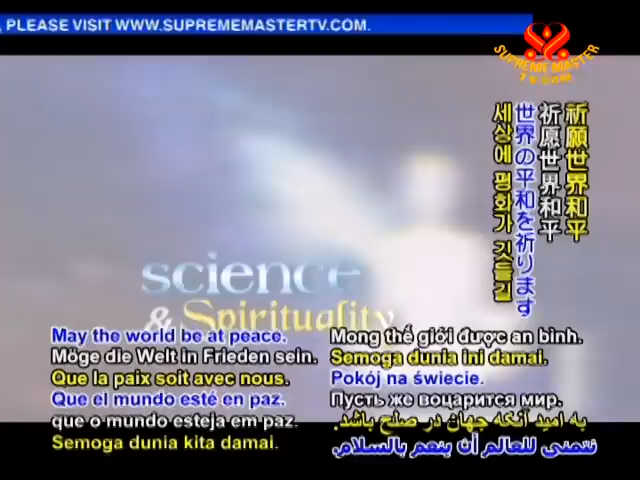 , PLEASE VISIT WWW.SUPREMEMASTERTV.COM.
SUPREME MASTER
TV.COM
祈願世界和平
祈愿世界和平
世界の平和を祈ります
세상에 평화가 깃들길
science
& Spirituality
May the world be at peace.
Möge die Welt in Frieden sein.
Que la paix soit avec nous.
Que el mundo esté en paz.
que o mundo esteja em paz.
Semoga dunia kita damai.
Mong thế giới được an bình.
Semoga dunia ini damai.
Pokój na świecie.
Пусть же воцарится мир.
به امید آنکه جهان در صلح باشد.
نتمنى للعالم أن ينعم بالسلام.